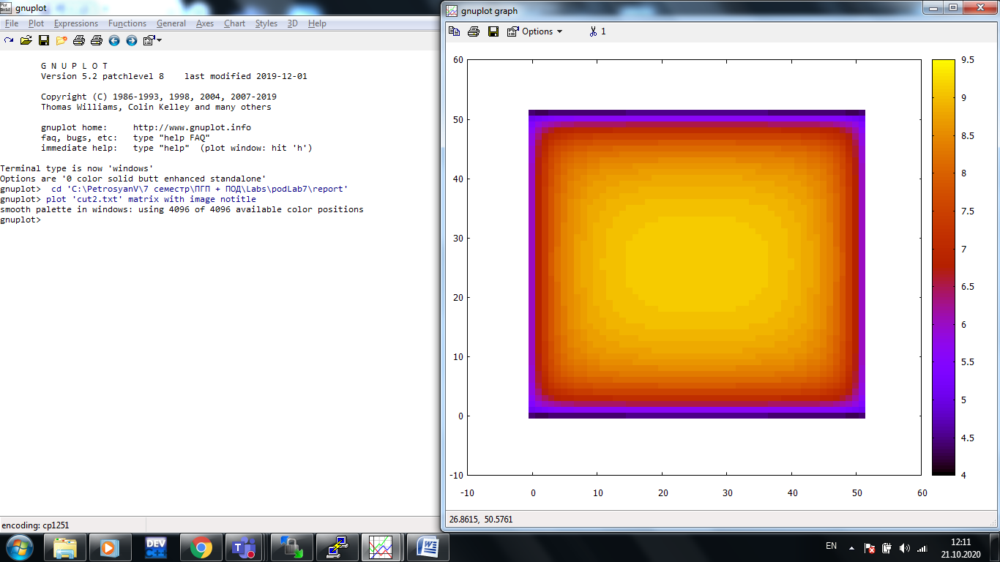 gnuplot
File Plot Expressions Functions General Axes Chart Styles 3D Help
G N U P L O T
Version 5.2 patchlevel 8 last modified 2019-12-01
Copyright (C) 1986-1993, 1998, 2004, 2007-2019
Thomas Williams, Colin Kelley and many others
gnuplot home: http://www.gnuplot.info
faq, bugs, etc: type "help FAQ"
immediate help: type "help" (plot window: hit 'h')
Terminal type is now 'windows'
Options are '0 color solid butt enhanced standalone'
gnuplot> cd 'C:\PetrosyanV\7 семестр\ПГП + ПОД\Labs\podLab7\report'
gnuplot> plot 'cut2.txt' matrix with image notitle
smooth palette in windows: using 4096 of 4096 available color positions
gnuplot>
encoding: cp1251
gnuplot graph
Options 1
60
50
40
30
20
10
0
-10
-10 0 10 20 30 40 50 60
9.5
9
8.5
8
7.5
7
6.5
6
5.5
5
4.5
4
26.8615, 50.5761
DEV
C++
EN
12:11
21.10.2020